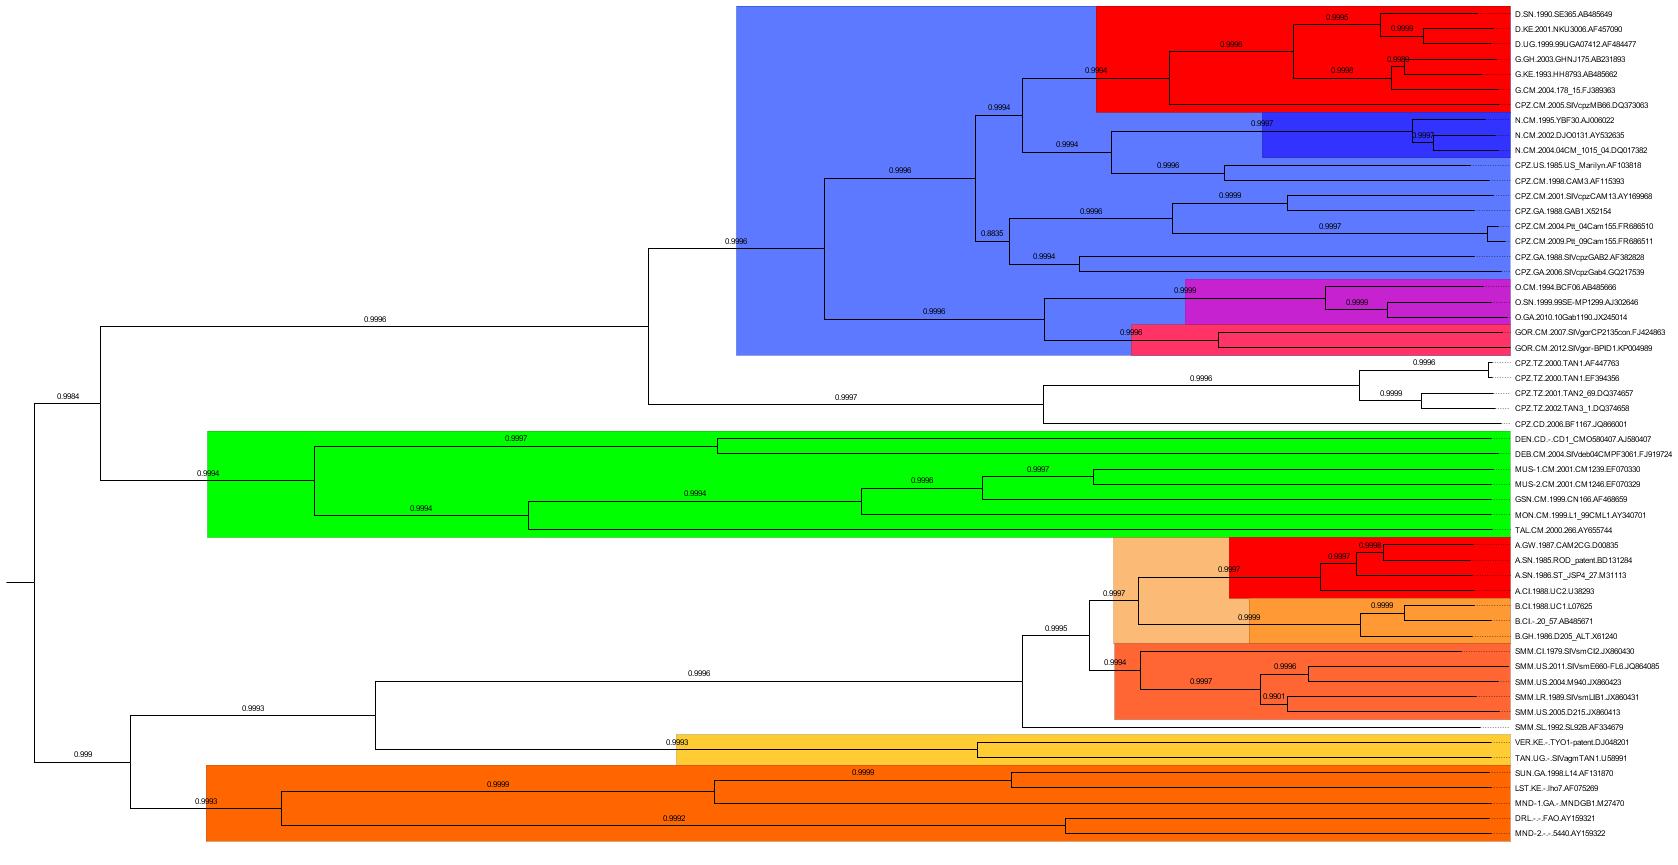 D.SN.1990.SE365.AB485649
0.9996
D.KE.2001.NKU3006.AF457090
0.9999
D.UG.1999.99UGA07412.AF484477
0.9996
G.GH.2003.GHNJ175.AB231893
G.KE.1993.HH8793.AB485662
0.9998
0.9994
G.CM.2004.178_15.FJ389363
CPZ.CM.2005.SIVcpzMB66.DQ373063
0.9994
N.CM.1995.YBF30.AJ006022
0.9997
N.CM.2002.DJO0131.AY532635
0.9997
0.9994
N.CM.2004.04CM_1015_04.DQ017382
CPZ.US.1985.US_Marilyn.AF103818
0.9996
0.9996
CPZ.CM.1998.CAM3.AF115393
CPZ.CM.2001.SIVcpzCAM13.AY169968
0.9999
CPZ.GA.1988.GAB1.X52154
0.9996
CPZ.CM.2004.Ptt_04Cam155.FR686510
0.9997
0.8835
CPZ.CM.2009.Ptt_09Cam155.FR686511
0.9996
CPZ.GA.1988.SIVcpzGAB2.AF382828
0.9994
CPZ.GA.2006.SIVcpzGab4.GQ217539
O.CM.1994.BCF06.AB485666
0.9999
O.SN.1999.99SE-MP1299.AJ302646
0.9999
0.9996
O.GA.2010.10Gab1190.JX245014
0.9996
GOR.CM.2007.SIVgorCP2135con.FJ424863
0.9996
GOR.CM.2012.SIVgor-BPID1.KP004989
CPZ.TZ.2000.TAN1.AF447763
0.9996
CPZ.TZ.2000.TAN1.EF394356
0.9996
CPZ.TZ.2001.TAN2_69.DQ374657
0.9999
0.9997
0.9984
CPZ.TZ.2002.TAN3_1.DQ374658
CPZ.CD.2006.BF1167.JQ866001
DEN.CD.-.CD1_CMO580407.AJ580407
0.9997
DEB.CM.2004.SIVdeb04CMPF3061.FJ919724
MUS-1.CM.2001.CM1239.EF070330
0.9997
0.9994
MUS-2.CM.2001.CM1246.EF070329
0.9996
0.9994
GSN.CM.1999.CN166.AF468659
0.9994
MON.CM.1999.L1_99CML1.AY340701
TAL.CM.2000.266.AY655744
A.GW.1987.CAM2CG.D00835
0.9998
A.SN.1985.ROD_patent.BD131284
0.9997
A.SN.1986.ST_JSP4_27.M31113
0.9997
A.CI.1988.UC2.U38293
0.9997
B.CI.1988.UC1.L07625
0.9999
B.CI.-.20_57.AB485671
0.9999
0.9995
B.GH.1986.D205_ALT.X61240
SMM.CI.1979.SIVsmCI2.JX860430
0.9994
SMM.US.2011.SIVsmE660-FL6.JQ864085
0.9996
0.9996
SMM.US.2004.M940.JX860423
0.9997
SMM.LR.1989.SIVsmLIB1.JX860431
0.9901
0.9993
SMM.US.2005.D215.JX860413
SMM.SL.1992.SL92B.AF334679
VER.KE.-.TYO1-patent.DJ048201
0.9993
0.999
TAN.UG.-.SIVagmTAN1.U58991
SUN.GA.1998.L14.AF131870
0.9999
0.9999
LST.KE.-.lho7.AF075269
0.9993
MND-1.GA.-.MNDGB1.M27470
0.9992
DRL.-.-.FAO.AY159321
MND-2.-.-.5440.AY159322